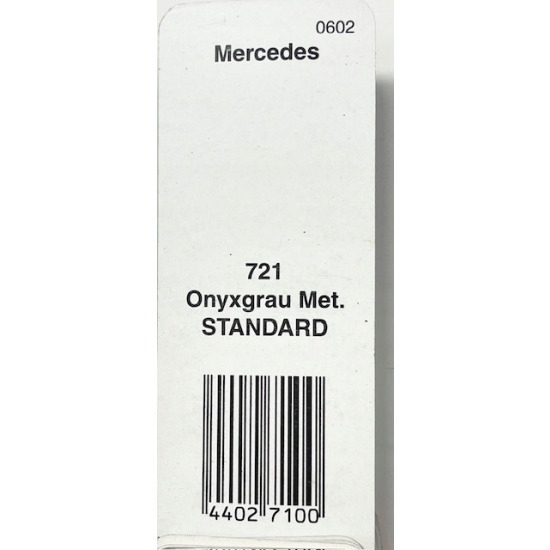 0602
Mercedes
721
Onyxgrau Met.
STANDARD
4402 7100